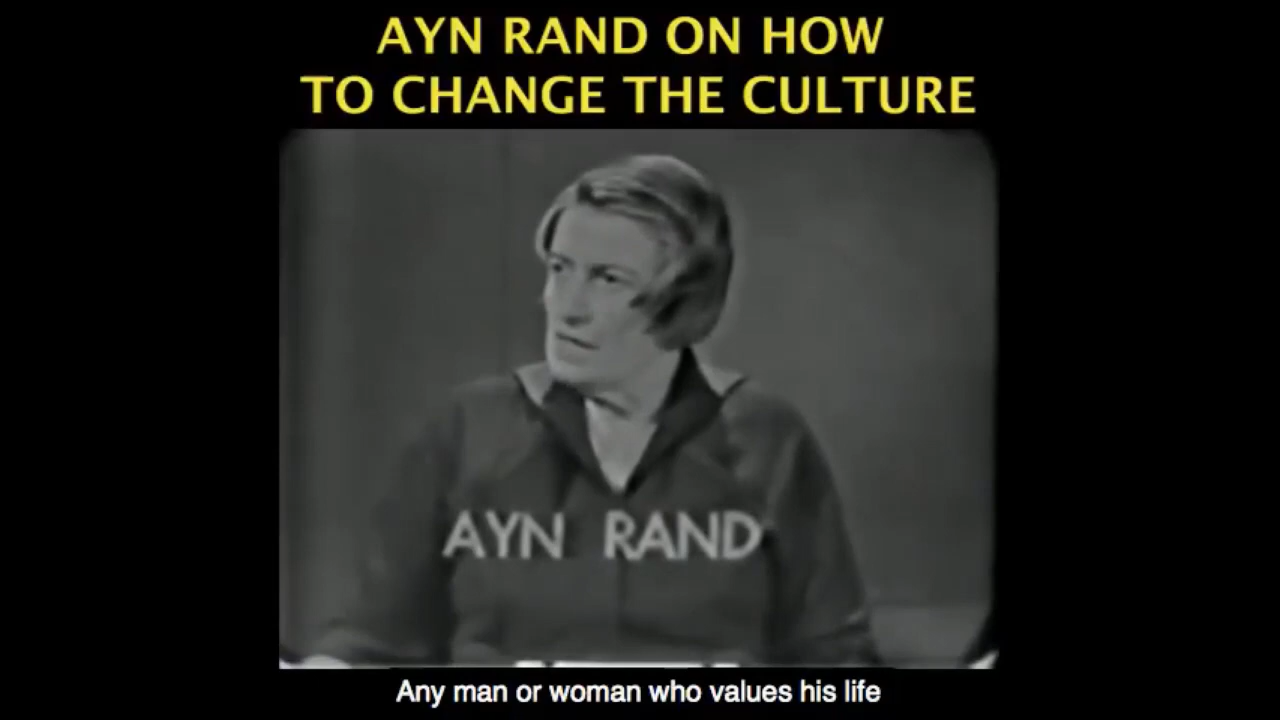 AYN RAND ON HOW
TO CHANGE THE CULTURE
AYN RAND
Any man or woman who values his life